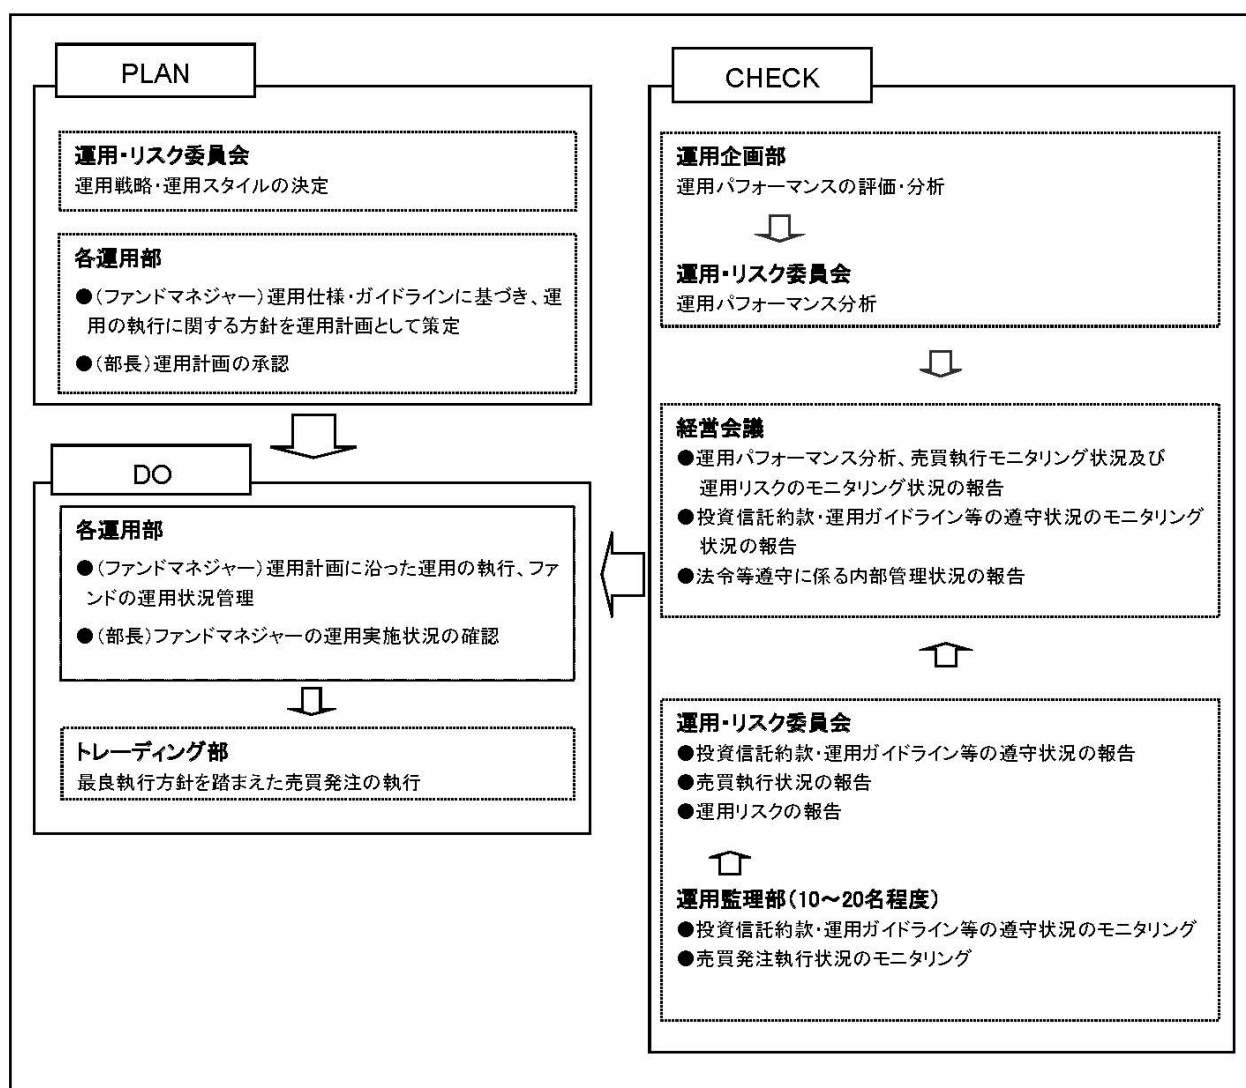 PLAN
運用・リスク委員会
運用戦略・運用スタイルの決定
各運用部
●(ファンドマネジャー)運用仕様・ガイドラインに基づき、運
用の執行に関する方針を運用計画として策定
●(部長)運用計画の承認
DO
各運用部
●(ファンドマネジャー)運用計画に沿った運用の執行、ファ
ンドの運用状況管理
●(部長)ファンドマネジャーの運用実施状況の確認
トレーディング部
最良執行方針を踏まえた売買発注の執行
CHECK
運用企画部
運用パフォーマンスの評価・分析
運用・リスク委員会
運用パフォーマンス分析
経営会議
●運用パフォーマンス分析、売買執行モニタリング状況及び
運用リスクのモニタリング状況の報告
●投資信託約款・運用ガイドライン等の遵守状況のモニタリング
状況の報告
●法令等遵守に係る内部管理状況の報告
運用・リスク委員会
●投資信託約款・運用ガイドライン等の遵守状況の報告
●売買執行状況の報告
●運用リスクの報告
運用監理部(10~20名程度)
●投資信託約款・運用ガイドライン等の遵守状況のモニタリング
●売買発注執行状況のモニタリング